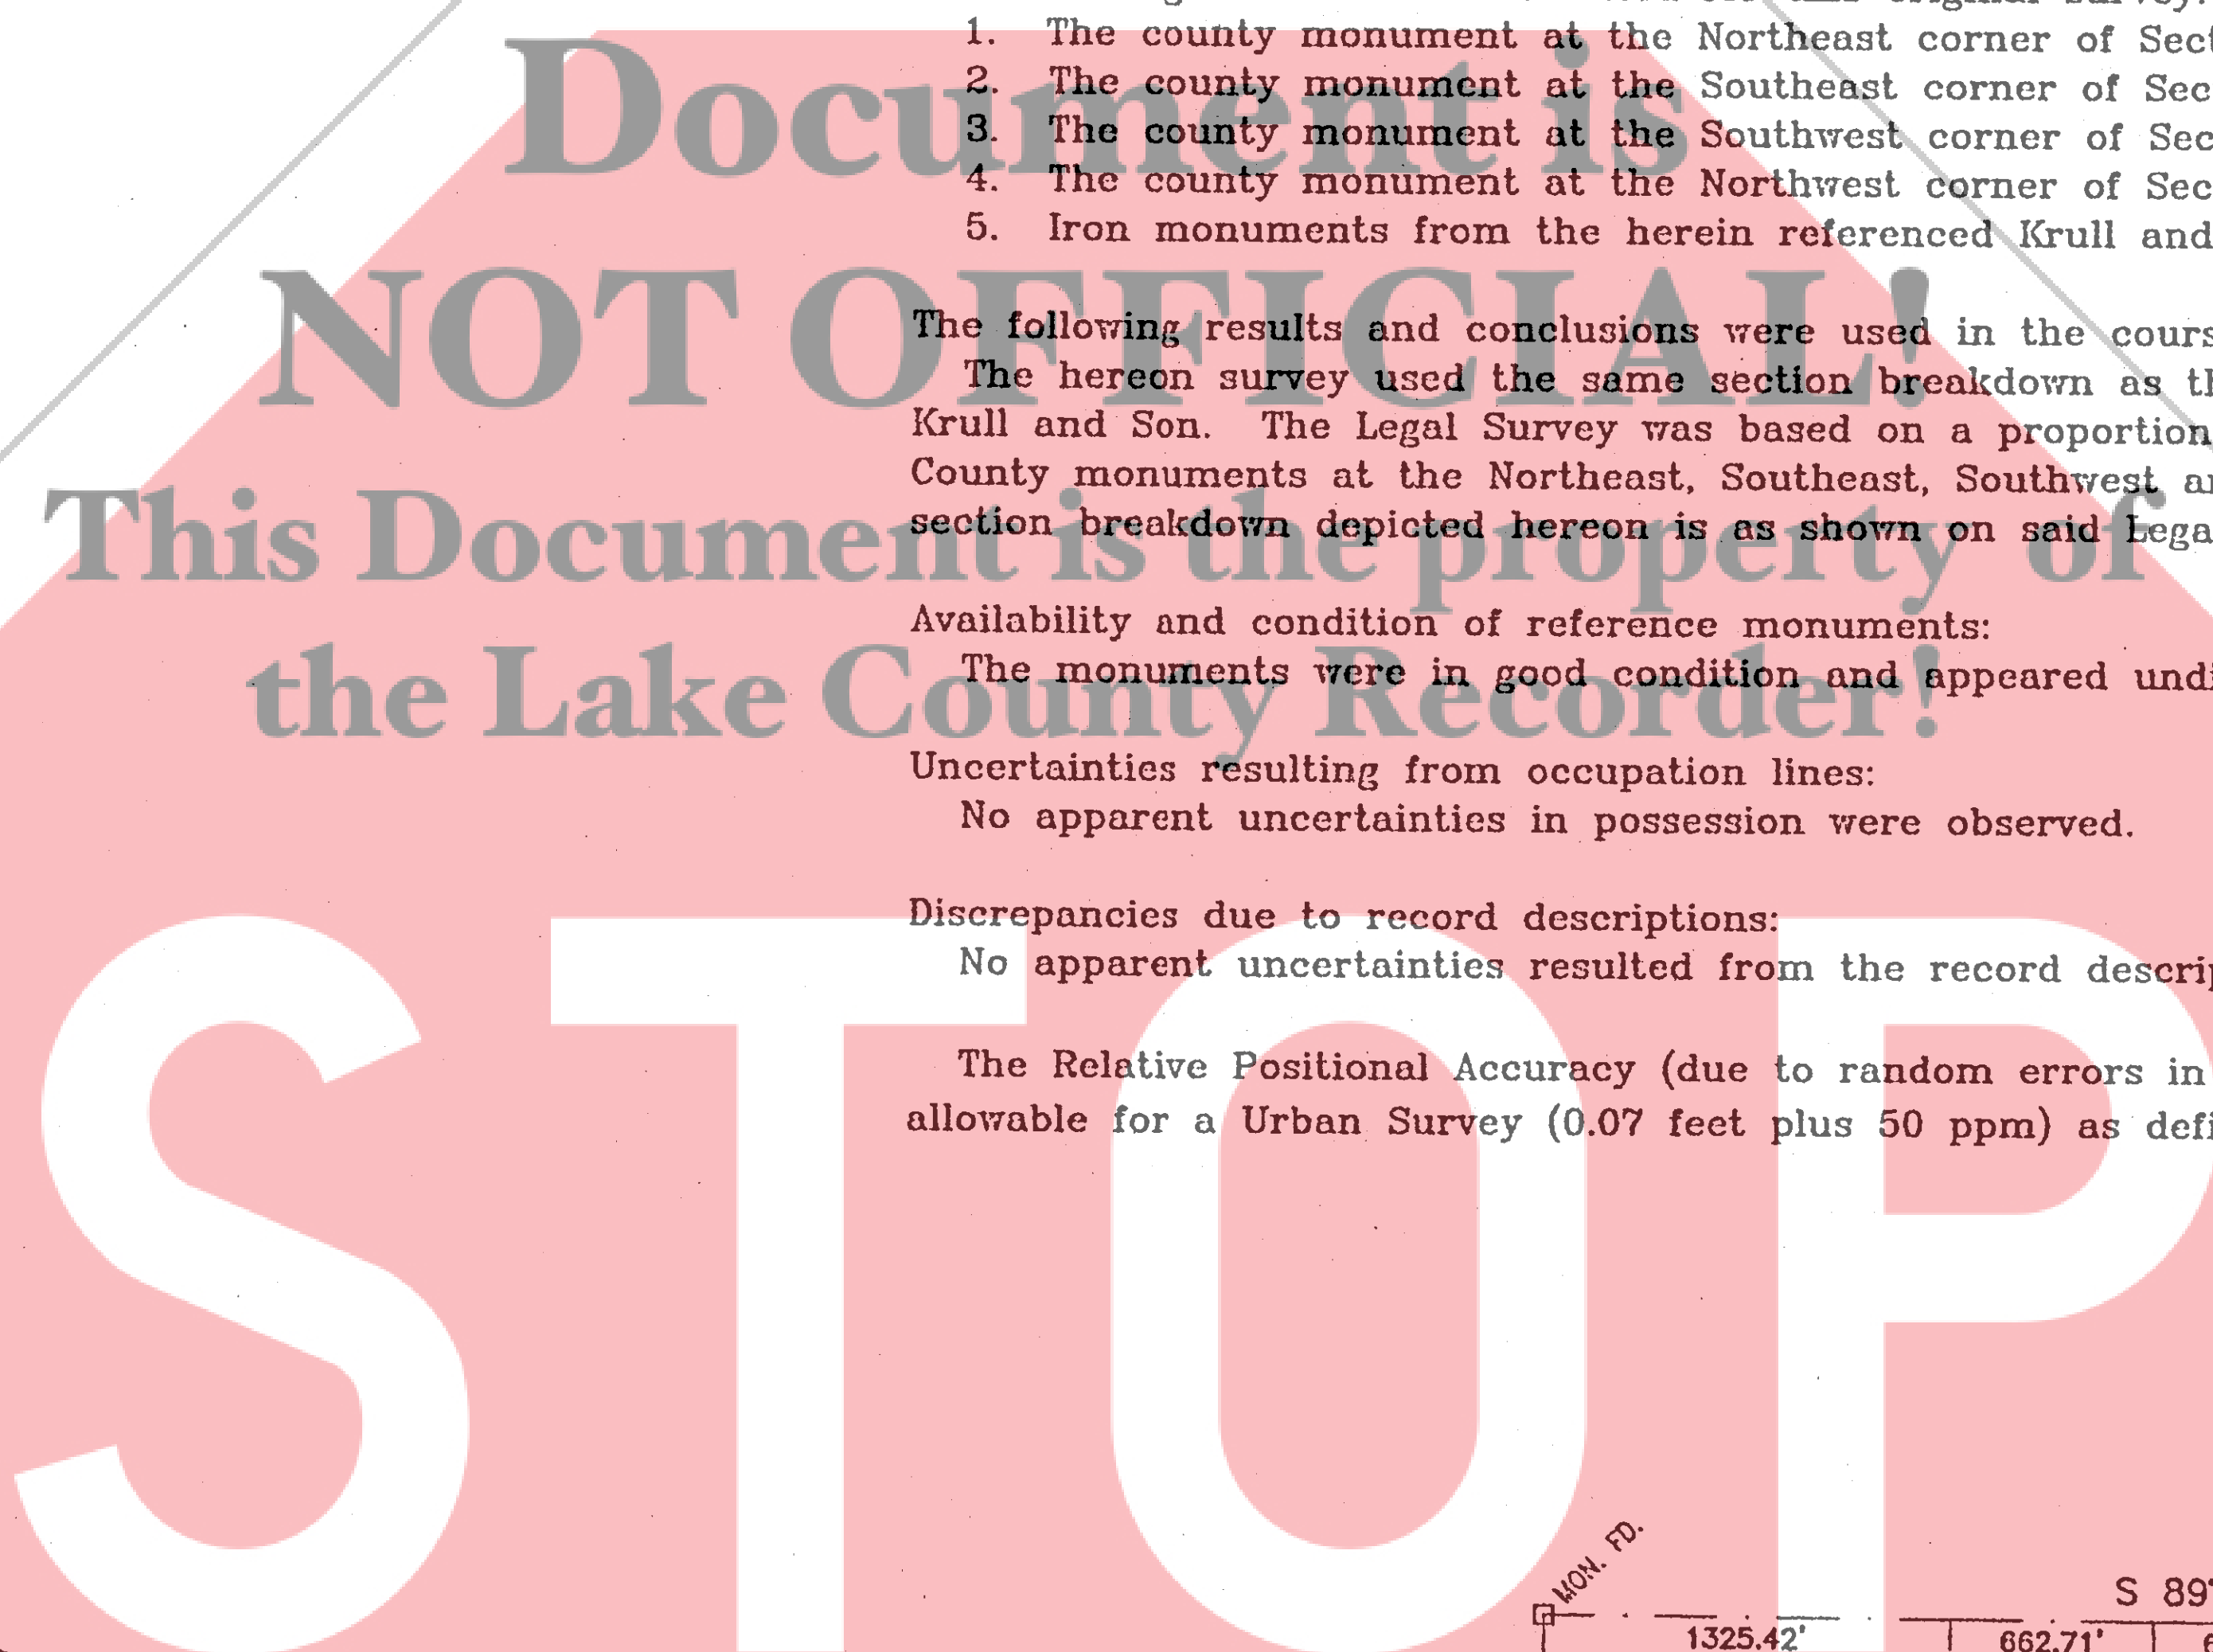 1. The county monument at the Northeast corner of Sect
2. The county monument at the Southeast corner of Sec
3. The county monument at the Southwest corner of Sec
4. The county monument at the Northwest corner of Sec
5. Iron monuments from the herein referenced Krull and
The following results and conclusions were used in the cours
The hereon survey used the same section breakdown as th
Krull and Son. The Legal Survey was based on a proportion
County monuments at the Northeast, Southeast, Southwest an
section breakdown depicted hereon is as shown on said Lega
Availability and condition of reference monuments:
The monuments were in good condition and appeared undi
Uncertainties resulting from occupation lines:
No apparent uncertainties in possession were observed.
Discrepancies due to record descriptions:
No apparent uncertainties resulted from the record descrip
The Relative Positional Accuracy (due to random errors in
allowable for a Urban Survey (0.07 feet plus 50 ppm) as defi
Document is
NOT OFFICIAL!
This Document is the property of
the Lake County Recorder!
STOP
MON. FD.
S 89°
1325.42'
662.71'